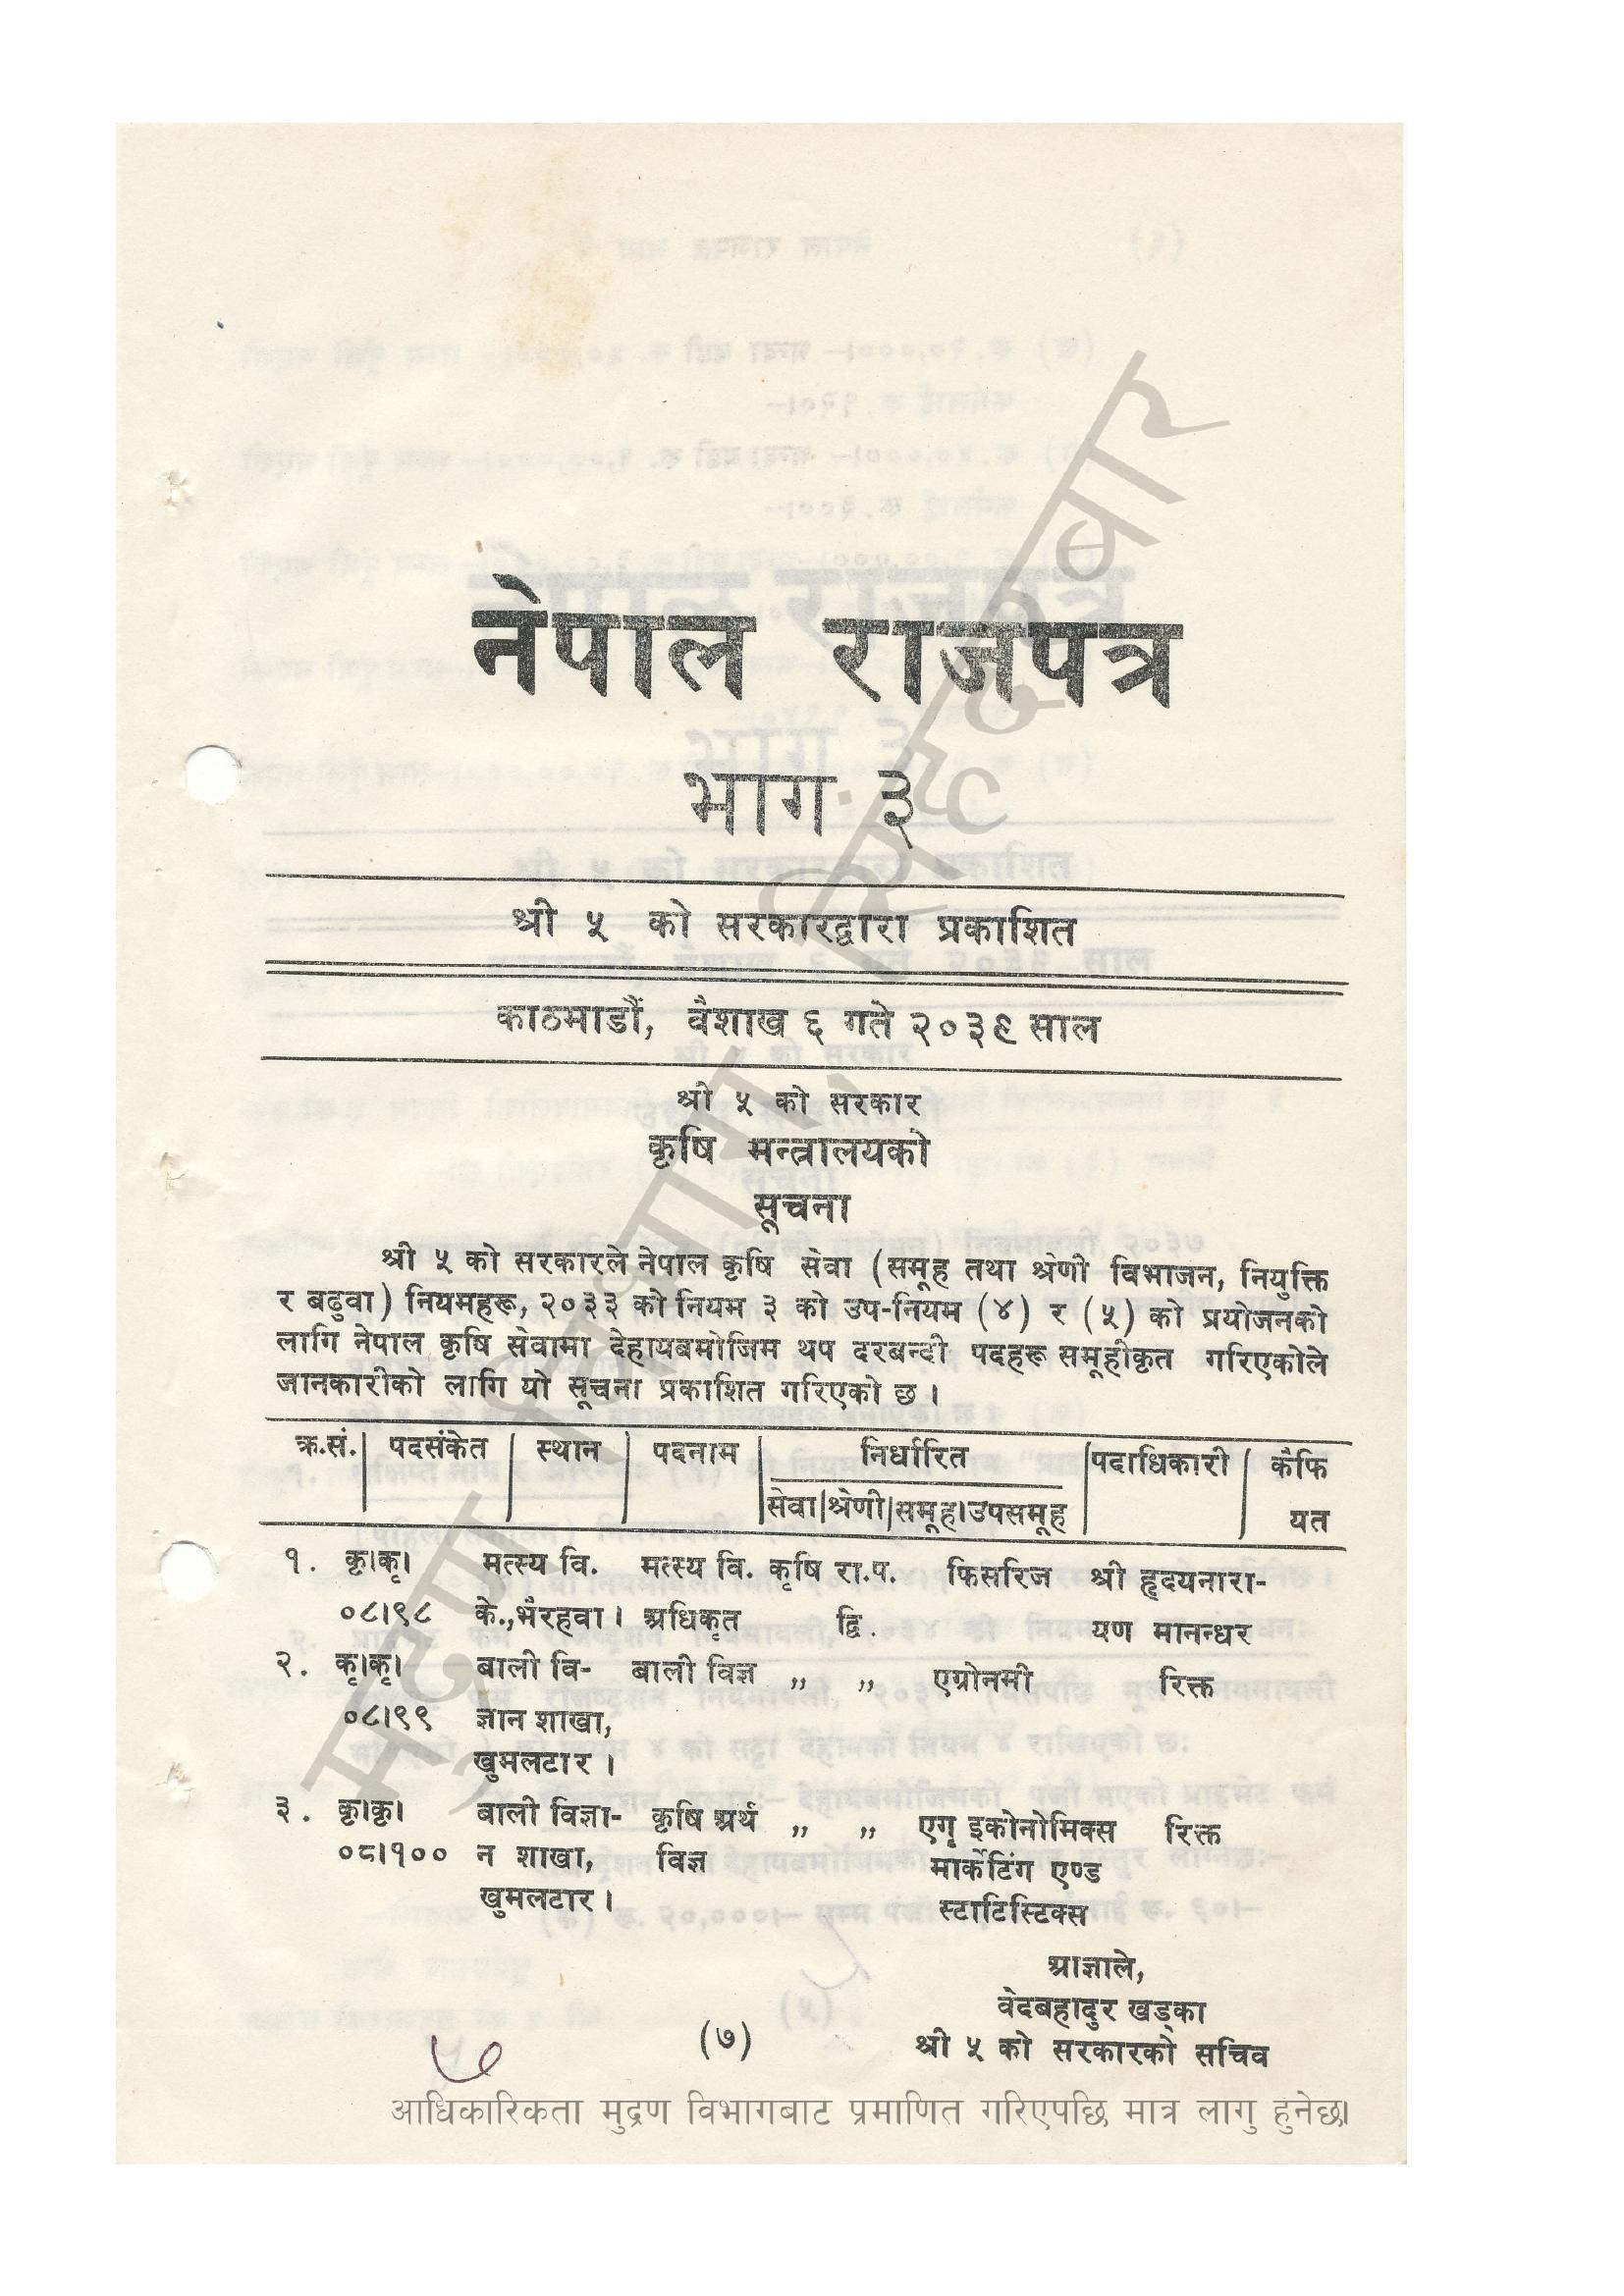 नेपाल राजपत्र
भाग ३
श्री ५ को सरकारद्वारा प्रकाशित
काठमाडौं, वैशाख ६ गते २०३९ साल
श्री ५ को सरकार
कृषि मन्त्रालयको
सूचना
श्री ५ को सरकारले नेपाल कृषि सेवा (समूह तथा श्रेणी विभाजन, नियुक्ति
र बढुवा) नियमहरू, २०३३ को नियम ३ को उप-नियम (४) र (५) को प्रयोजनको
लागि नेपाल कृषि सेवामा देहायबमोजिम थप दरबन्दी पदहरू समूहीकृत गरिएकोले
जानकारीको लागि यो सूचना प्रकाशित गरिएको छ ।
क्र.सं. पदसंकेत स्थान पदनाम निर्धारित पदाधिकारी कैफि
सेवा|श्रेणी|समूह।उपसमूह यत
१. कृ।कृ। मत्स्य वि. मत्स्य वि. कृषि रा.प. फिसरिज श्री हृदयनारा-
०८।९८ के.,भैरहवा । अधिकृत द्वि. यण मानन्धर
२. कृ।कृ। बाली वि- बाली विज्ञ ,, ,, एग्रोनमी रिक्त
०८।९९ ज्ञान शाखा,
खुमलटार ।
३. कृ।कृ। बाली विज्ञा- कृषि अर्थ ,, ,, एगृ इकोनोमिक्स रिक्त
०८।१०० न शाखा, विज्ञ मार्केटिंग एण्ड
खुमलटार । स्टाटिस्टिक्स
आज्ञाले,
वेदबहादुर खड्का
(७) श्री ५ को सरकारको सचिव
७
आधिकारिकता मुद्रण विभागबाट प्रमाणित गरिएपछि मात्र लागु हुनेछ।
मुद्रण विभाग, सिंहदरबार